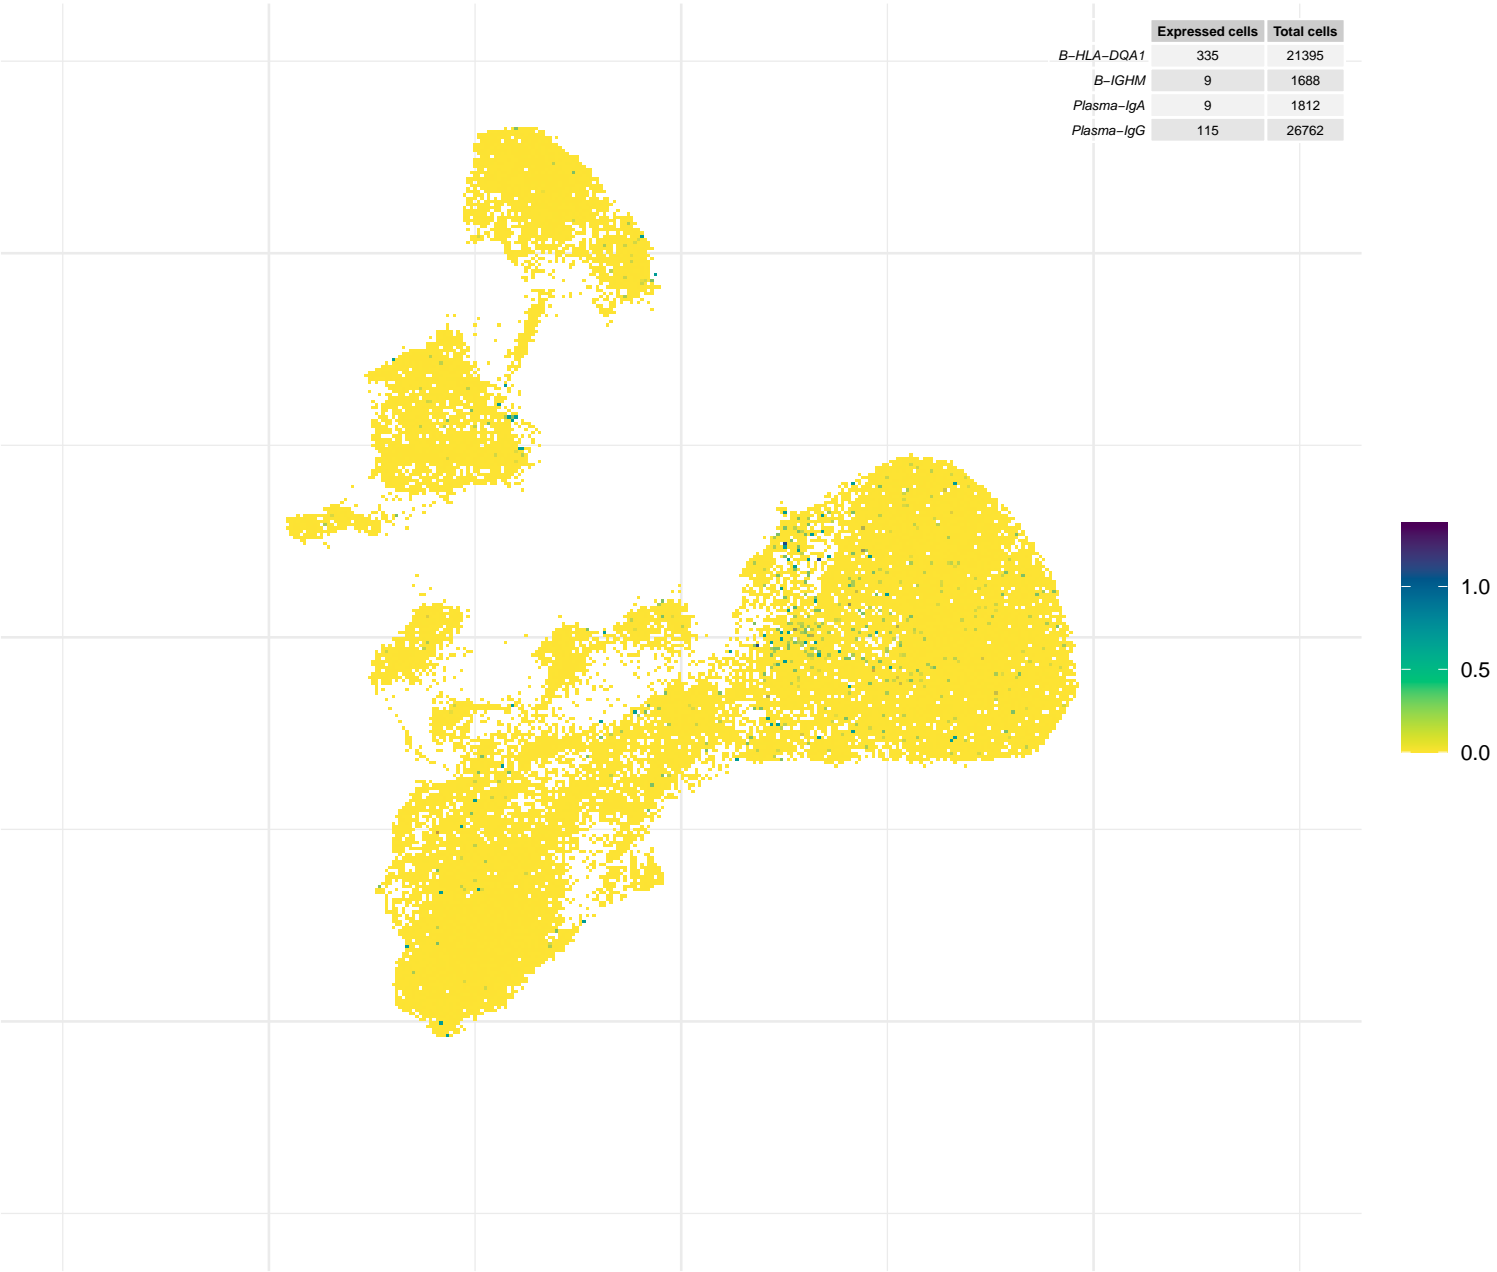 Expressed cells Total cells
B−HLA−DQA1 335 21395
B−IGHM 9 1688
Plasma−IgA 9 1812
Plasma−IgG 115 26762
1.0
0.5
0.0